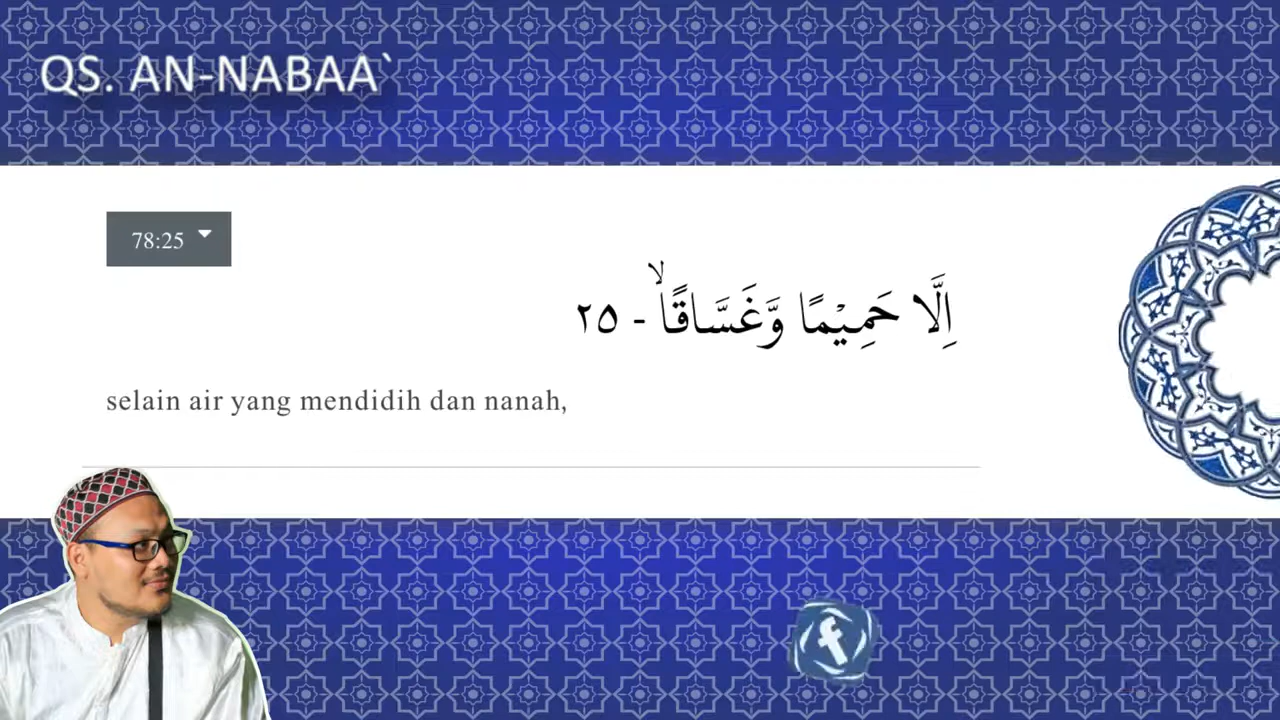 QS. AN-NABAA`
78:25
اِلَّا حَمِيْمًا وَّغَسَّاقًاۙ - ٢٥
selain air yang mendidih dan nanah,